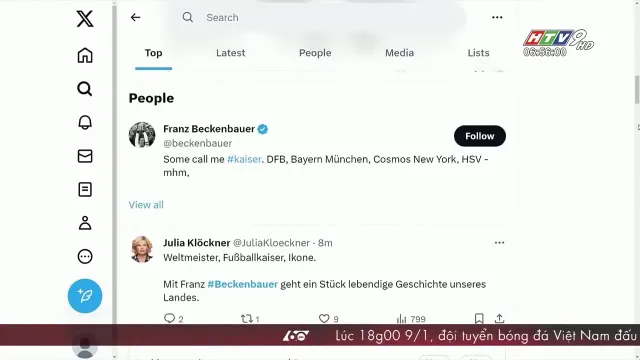 Search
HTV9 HD
06:56:00
Top Latest People Media Lists
People
Franz Beckenbauer
@beckenbauer
Follow
Some call me #kaiser. DFB, Bayern München, Cosmos New York, HSV -
mhm,
View all
Julia Klöckner @JuliaKloeckner · 8m
Weltmeister, Fußballkaiser, Ikone.
Mit Franz #Beckenbauer geht ein Stück lebendige Geschichte unseres
Landes.
2 1 9 799
Lúc 18g00 9/1, đội tuyển bóng đá Việt Nam đấu